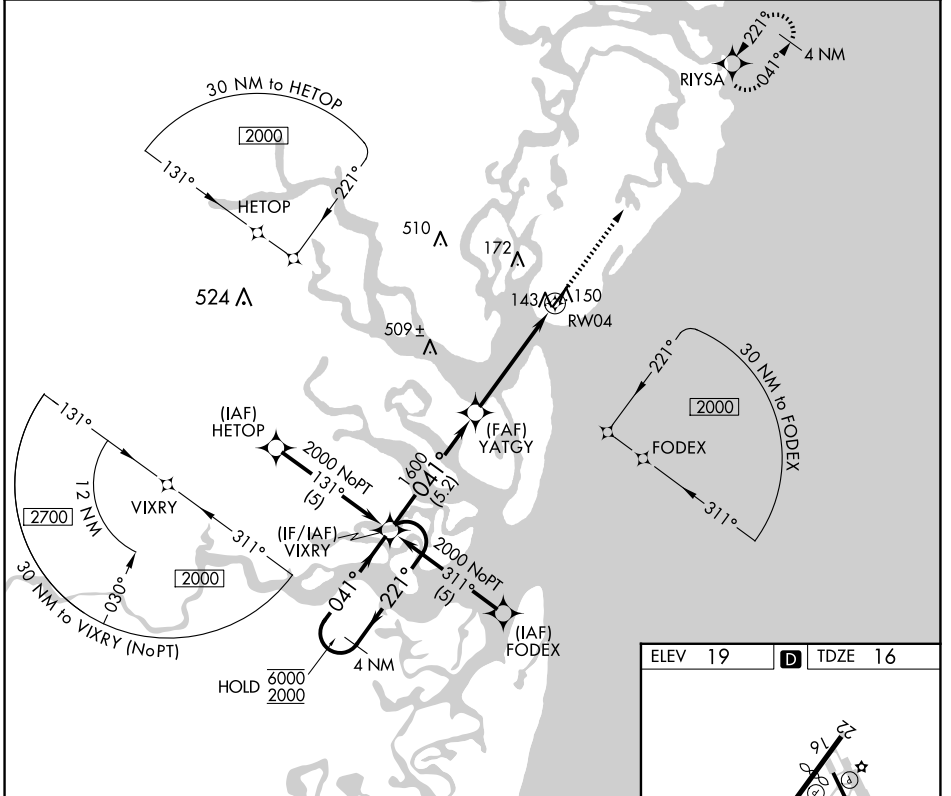 221°
4 NM
RIYSA
041°
30 NM to HETOP
2000
131°
221°
HETOP
510
172
524
143
150
RW04
509±
221°
30 NM to FODEX
2000
FODEX
311°
(FAF)
YATGY
(IAF)
HETOP
2000 NoPT
131°
(5)
1600
041°
(5.2)
131°
12 NM
VIXRY
2700
311°
2000
030°
30 NM to VIXRY (NoPT)
(IF/IAF)
VIXRY
2000 NoPT
311°
(5)
041°
221°
(IAF)
FODEX
4 NM
HOLD 6000
2000
ELEV 19 D TDZE 16
22
16
P
P